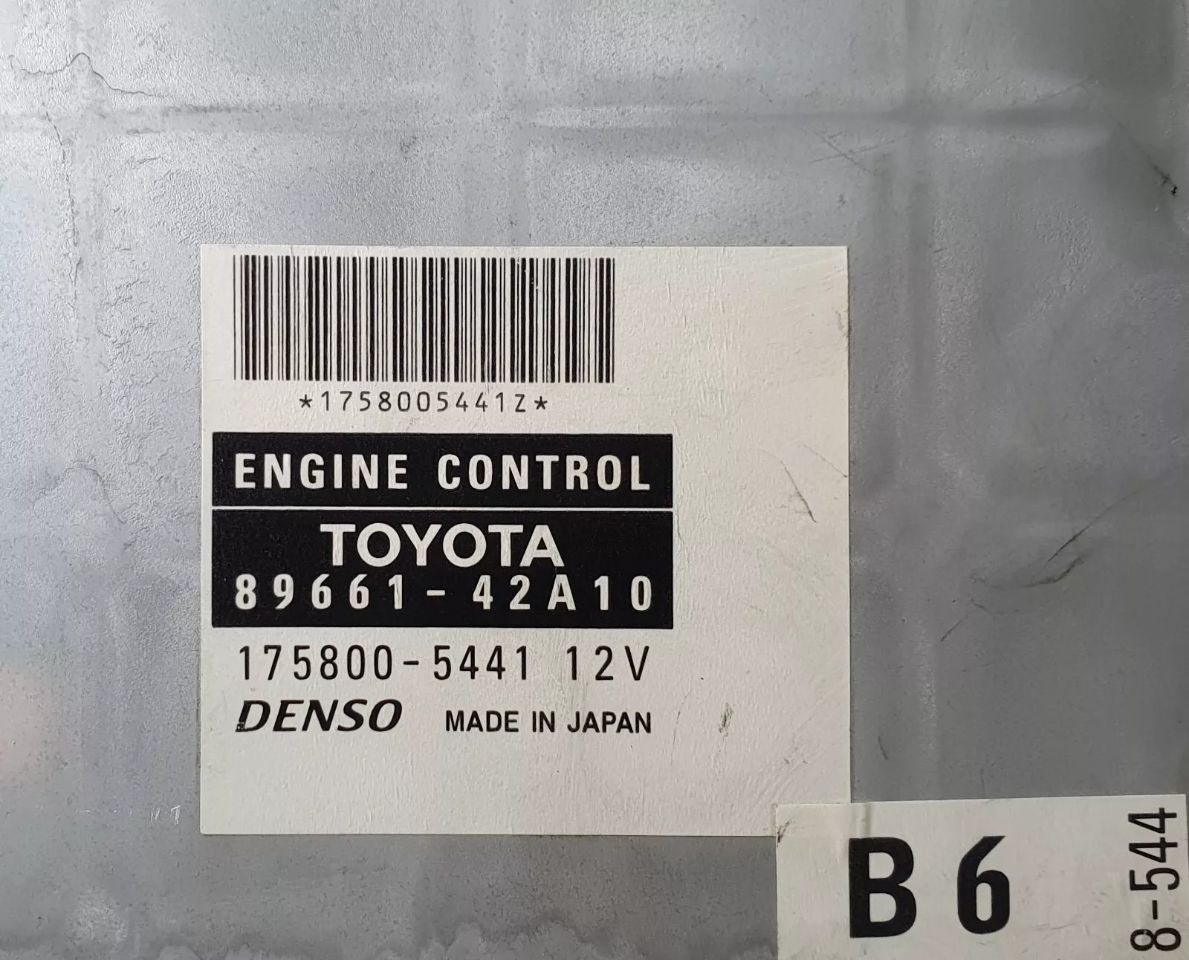 *1758005441Z*
ENGINE CONTROL
TOYOTA
89661-42A10
175800-5441 12V
DENSO MADE IN JAPAN
B6
8-544